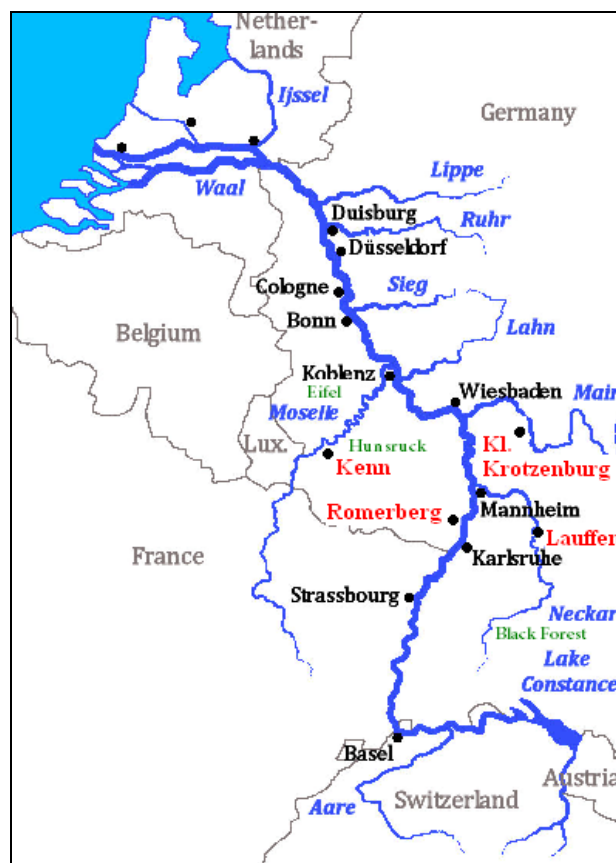 Nether-
lands
Ijssel
Germany
Lippe
Waal
Duisburg
Ruhr
Düsseldorf
Sieg
Cologne
Belgium
Bonn
Lahn
Koblenz
Eifel
Wiesbaden
Main
Moselle
Lux.
Hunsruck
Kl.
Krotzenburg
Kenn
Mannheim
Romerberg
Lauffen
France
Karlsruhe
Strassbourg
Neckar
Black Forest
Lake
Constance
Basel
Austria
Switzerland
Aare